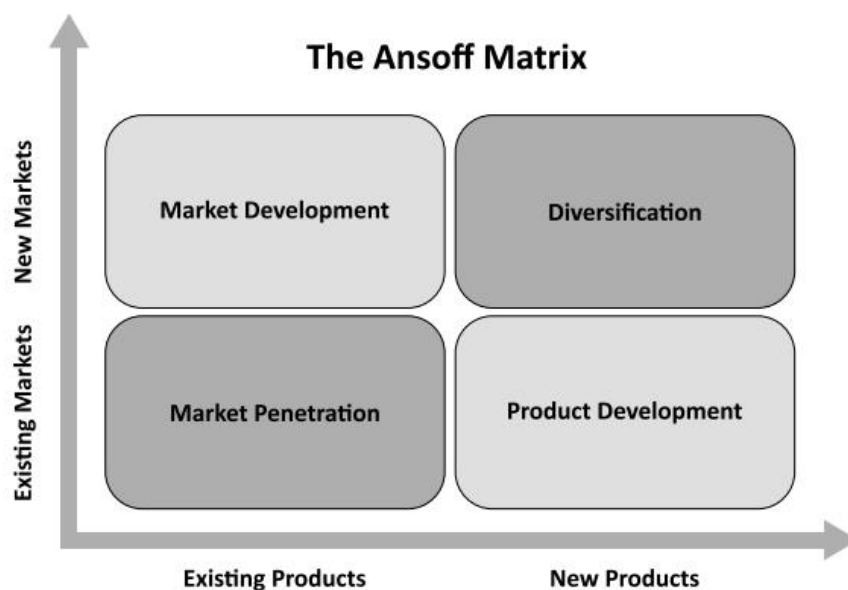 The Ansoff Matrix
New Markets
Market Development
Diversification
Existing Markets
Market Penetration
Product Development
Existing Products
New Products